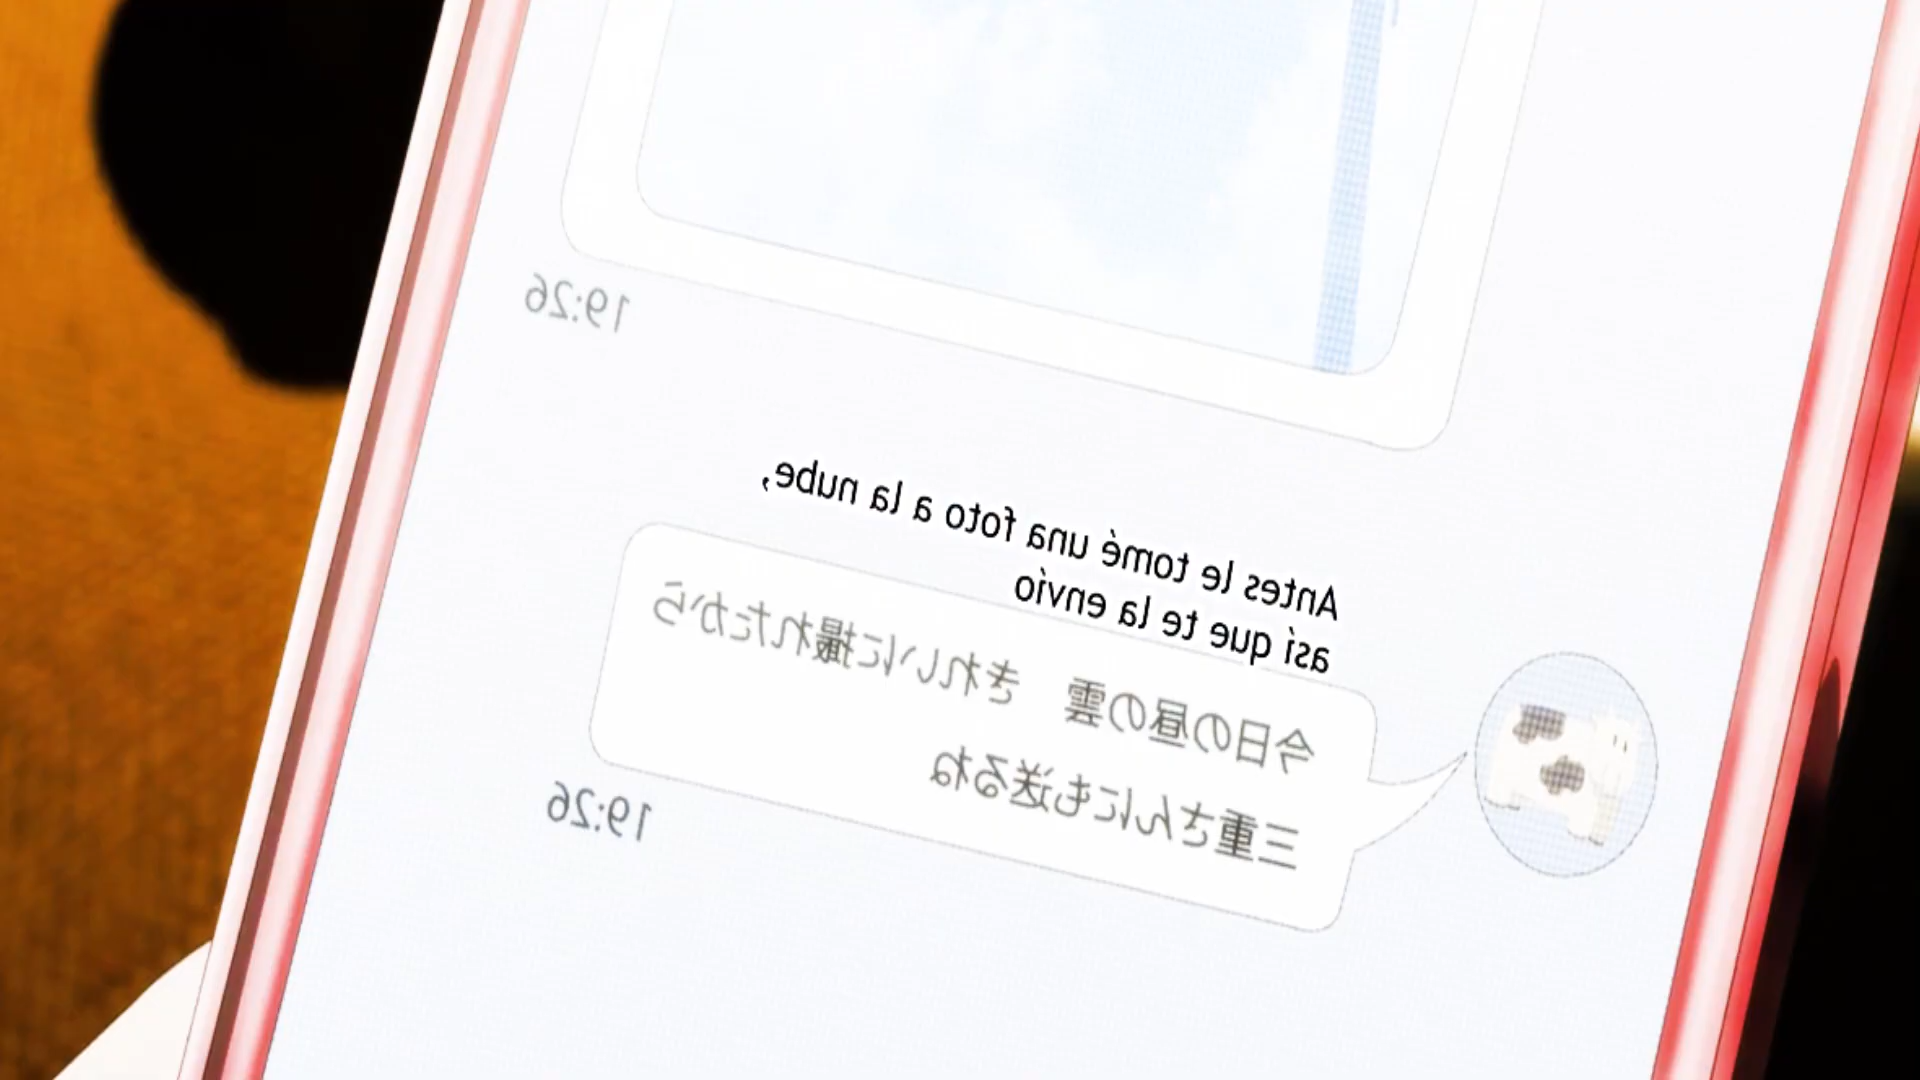 19:26
Antes le tomé una foto a la nube,
así que te la envío
今日の昼の雲　きれいに撮れたから
三重さんにも送るね
19:26